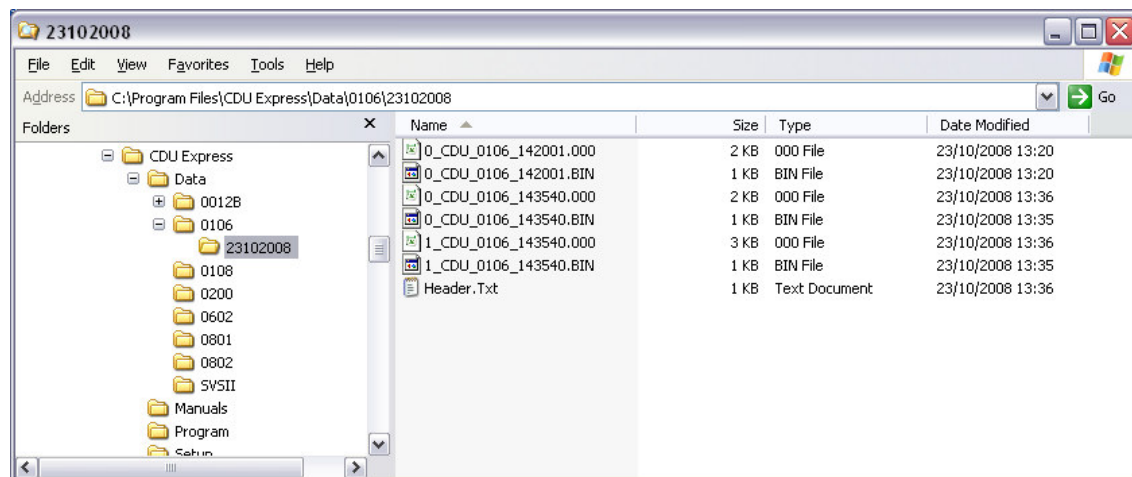 23102008
File Edit View Favorites Tools Help
Address C:\Program Files\CDU Express\Data\0106\23102008 Go
Folders x Name Size Type Date Modified
CDU Express
Data
0012B
0106
23102008
0108
0200
0602
0801
0802
SVSII
Manuals
Program
Setup
0_CDU_0106_142001.000 2 KB 000 File 23/10/2008 13:20
0_CDU_0106_142001.BIN 1 KB BIN File 23/10/2008 13:20
0_CDU_0106_143540.000 2 KB 000 File 23/10/2008 13:36
0_CDU_0106_143540.BIN 1 KB BIN File 23/10/2008 13:35
1_CDU_0106_143540.000 3 KB 000 File 23/10/2008 13:36
1_CDU_0106_143540.BIN 1 KB BIN File 23/10/2008 13:35
Header.Txt 1 KB Text Document 23/10/2008 13:36